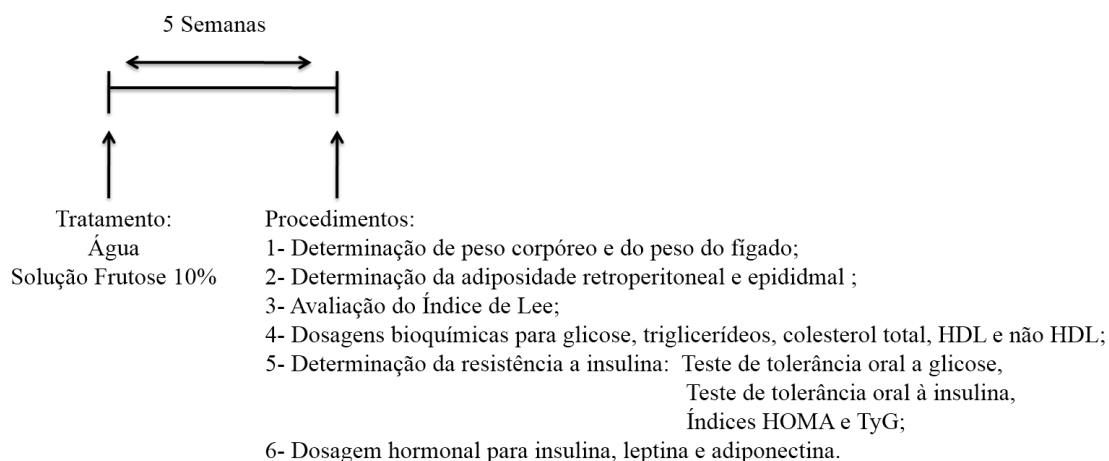 5 Semanas
Tratamento:
Água
Solução Frutose 10%
Procedimentos:
1- Determinação de peso corpóreo e do peso do fígado;
2- Determinação da adiposidade retroperitoneal e epididmal ;
3- Avaliação do Índice de Lee;
4- Dosagens bioquímicas para glicose, triglicerídeos, colesterol total, HDL e não HDL;
5- Determinação da resistência a insulina: Teste de tolerância oral a glicose,
Teste de tolerância oral à insulina,
Índices HOMA e TyG;
6- Dosagem hormonal para insulina, leptina e adiponectina.